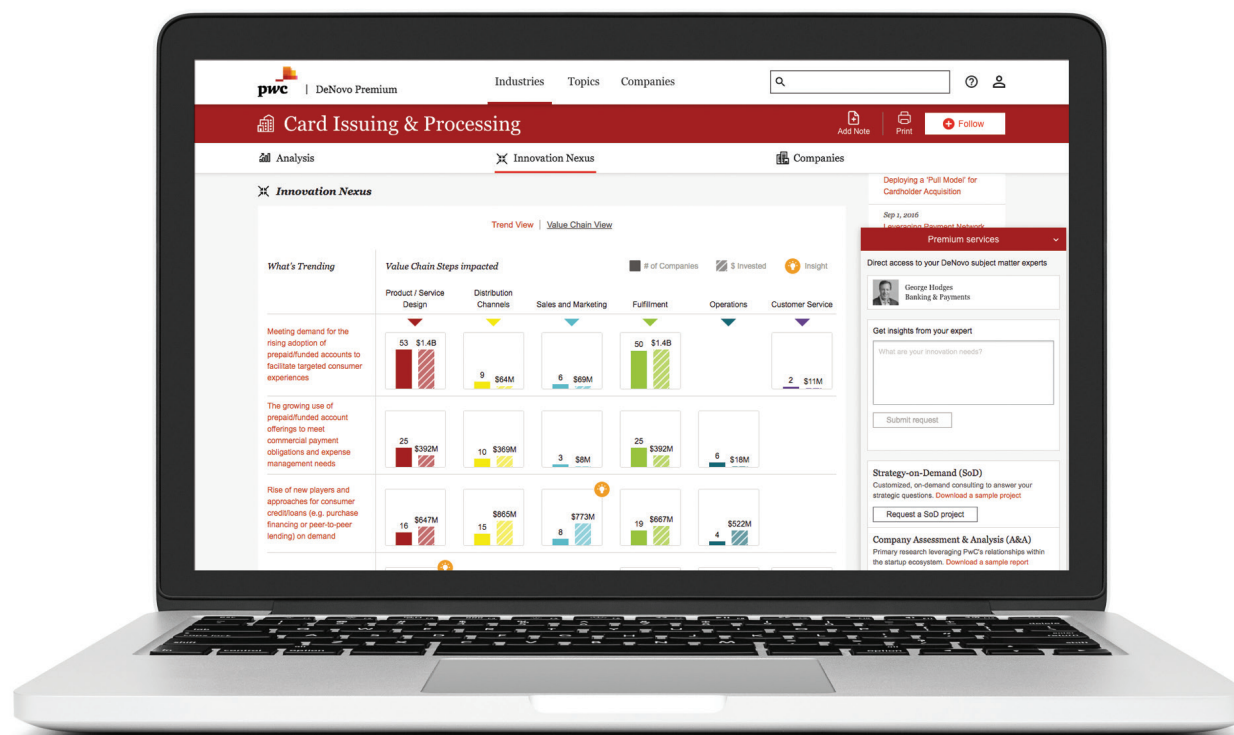 pwc | DeNovo Premium
Industries Topics Companies
Card Issuing & Processing
Add Note
Print
Follow
Analysis
Innovation Nexus
Companies
Innovation Nexus
Trend View | Value Chain View
What's Trending
Value Chain Steps impacted
# of Companies
$ Invested
Insight
Product / Service
Design
Distribution
Channels
Sales and Marketing
Fulfillment
Operations
Customer Service
Meeting demand for the
rising adoption of
prepaid/funded accounts to
facilitate targeted consumer
experiences
53 $1.4B
9 $64M
6 $69M
50 $1.4B
2 $11M
The growing use of
prepaid/funded account
offerings to meet
commercial payment
obligations and expense
management needs
25 $392M
10 $369M
3 $8M
25 $392M
6 $18M
Rise of new players and
approaches for consumer
credit/loans (e.g. purchase
financing or peer-to-peer
lending) on demand
16 $647M
15 $865M
8 $773M
19 $667M
4 $522M
Deploying a 'Pull Model' for
Cardholder Acquisition
Sep 1, 2016
Leveraging Payment Network
Premium services
Direct access to your DeNovo subject matter experts
George Hodges
Banking & Payments
Get insights from your expert
What are your innovation needs?
Submit request
Strategy-on-Demand (SoD)
Customized, on-demand consulting to answer your
strategic questions. Download a sample project
Request a SoD project
Company Assessment & Analysis (A&A)
Primary research leveraging PwC's relationships within
the startup ecosystem. Download a sample report
control
option
option